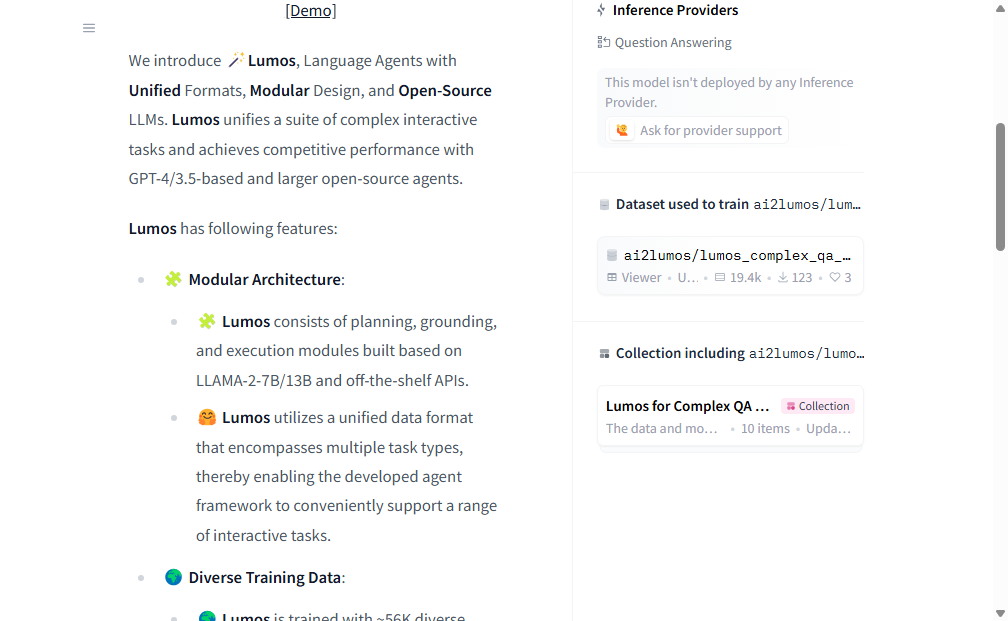 [Demo]
We introduce 🪄 Lumos, Language Agents with
Unified Formats, Modular Design, and Open-Source
LLMs. Lumos unifies a suite of complex interactive
tasks and achieves competitive performance with
GPT-4/3.5-based and larger open-source agents.
Lumos has following features:
🧩 Modular Architecture:
🧩 Lumos consists of planning, grounding,
and execution modules built based on
LLAMA-2-7B/13B and off-the-shelf APIs.
🤗 Lumos utilizes a unified data format
that encompasses multiple task types,
thereby enabling the developed agent
framework to conveniently support a range
of interactive tasks.
🌍 Diverse Training Data:
🌍 Lumos is trained with ~56K diverse
Inference Providers
Question Answering
This model isn't deployed by any Inference
Provider.
🙋 Ask for provider support
Dataset used to train ai2lumos/lum…
ai2lumos/lumos_complex_qa_…
Viewer • U… • 19.4k • 123 • 3
Collection including ai2lumos/lumo…
Lumos for Complex QA … Collection
The data and mo… • 10 items • Upda…